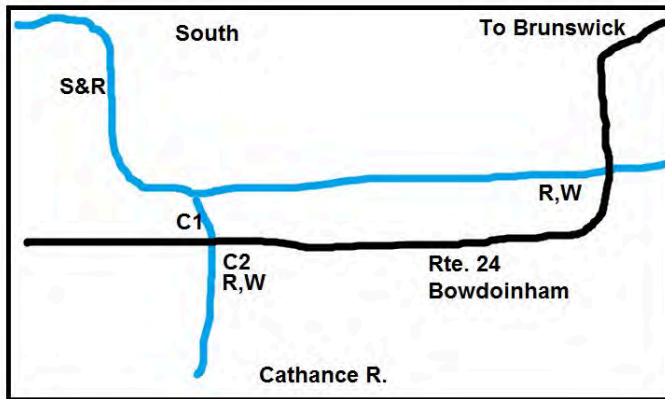 South
To Brunswick
S&R
R,W
C1
C2
R,W
Rte. 24
Bowdoinham
Cathance R.